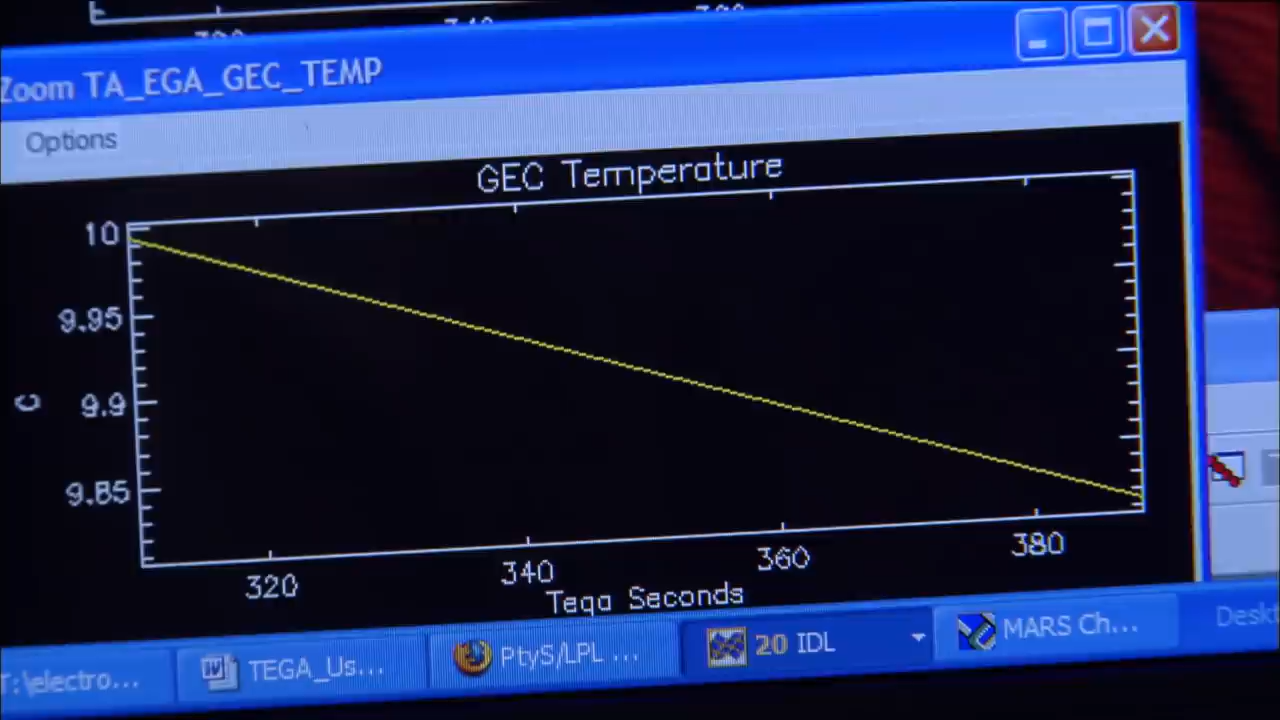 Zoom TA_EGA_GEC_TEMP
Options
GEC Temperature
10
9.95
9.9
9.85
C
320 340 360 380
Tega Seconds
T:\electro... TEGA_Us... PtyS/LPL ... 20 IDL MARS Ch...